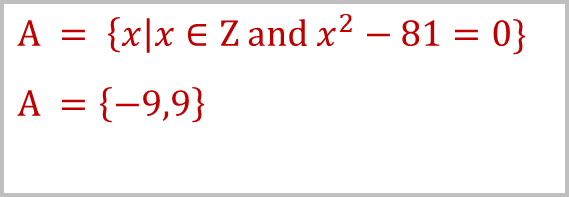 A = {x|x ∈ Z and x² − 81 = 0}
A = {−9,9}